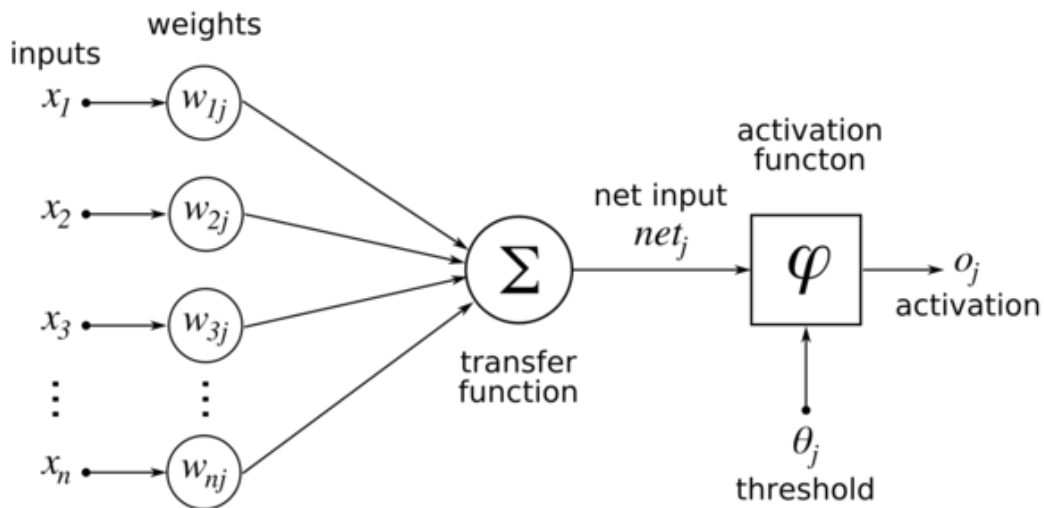 weights
inputs
x₁
w₁ⱼ
x₂
w₂ⱼ
x₃
w₃ⱼ
⋮ ⋮
xₙ
wₙⱼ
Σ
transfer
function
net input
netⱼ
activation
functon
φ
oⱼ
activation
θⱼ
threshold